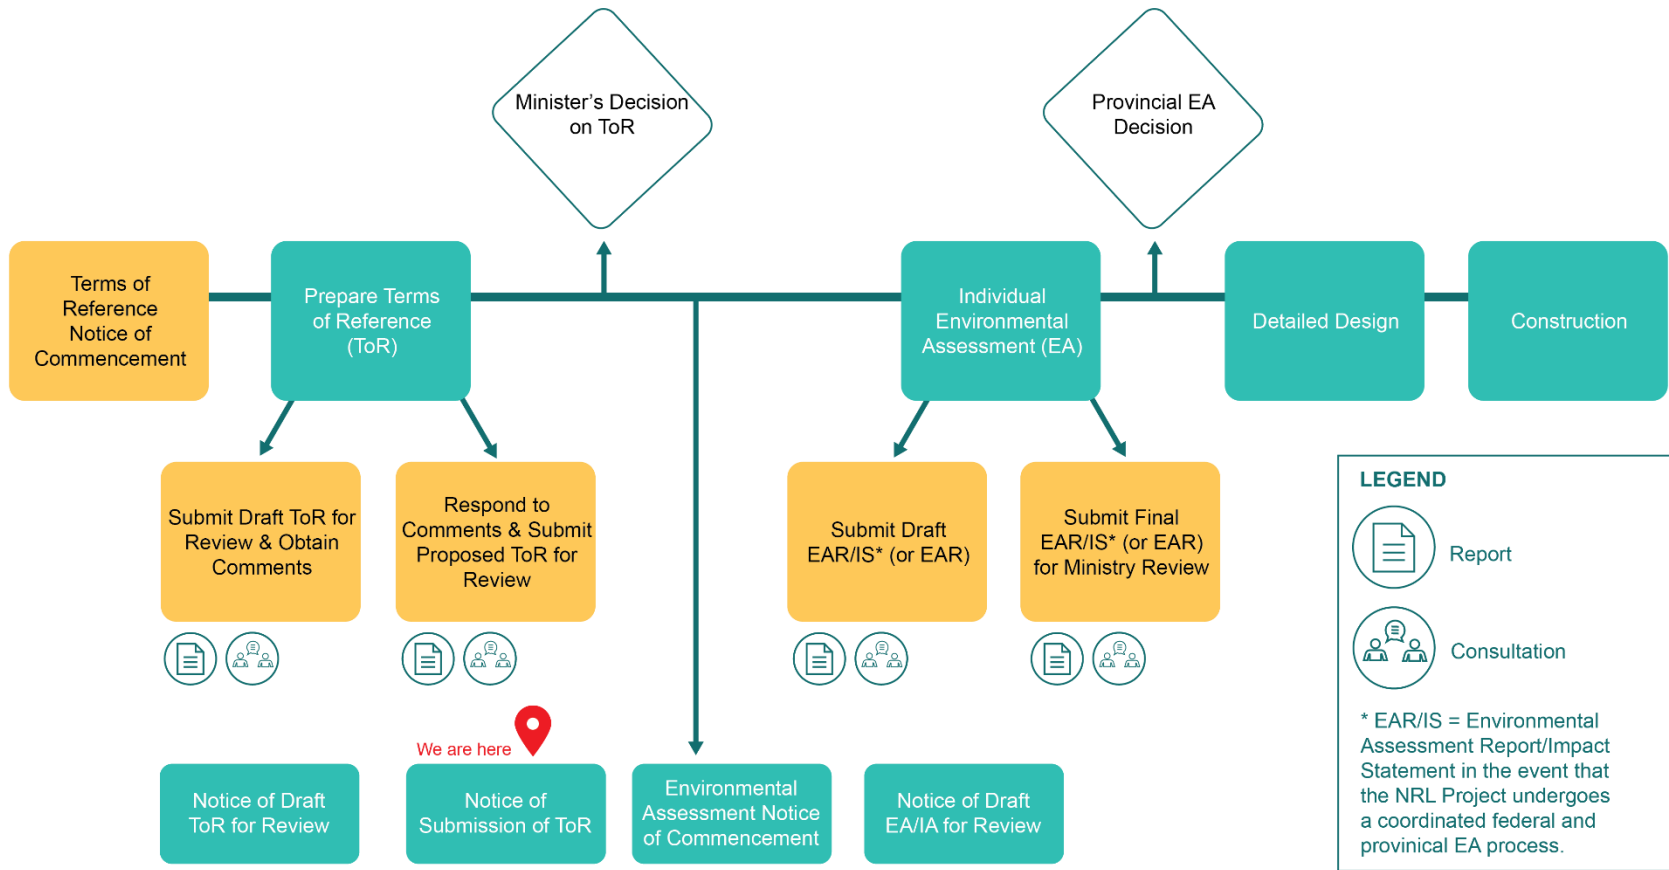 Minister’s Decision
on ToR
Provincial EA
Decision
Terms of
Reference
Notice of
Commencement
Prepare Terms
of Reference
(ToR)
Individual
Environmental
Assessment (EA)
Detailed Design
Construction
Submit Draft ToR for
Review & Obtain
Comments
Respond to
Comments & Submit
Proposed ToR for
Review
Submit Draft
EAR/IS* (or EAR)
Submit Final
EAR/IS* (or EAR)
for Ministry Review
We are here
Notice of Draft
ToR for Review
Notice of
Submission of ToR
Environmental
Assessment Notice
of Commencement
Notice of Draft
EA/IA for Review
LEGEND
Report
Consultation
* EAR/IS = Environmental
Assessment Report/Impact
Statement in the event that
the NRL Project undergoes
a coordinated federal and
provinical EA process.